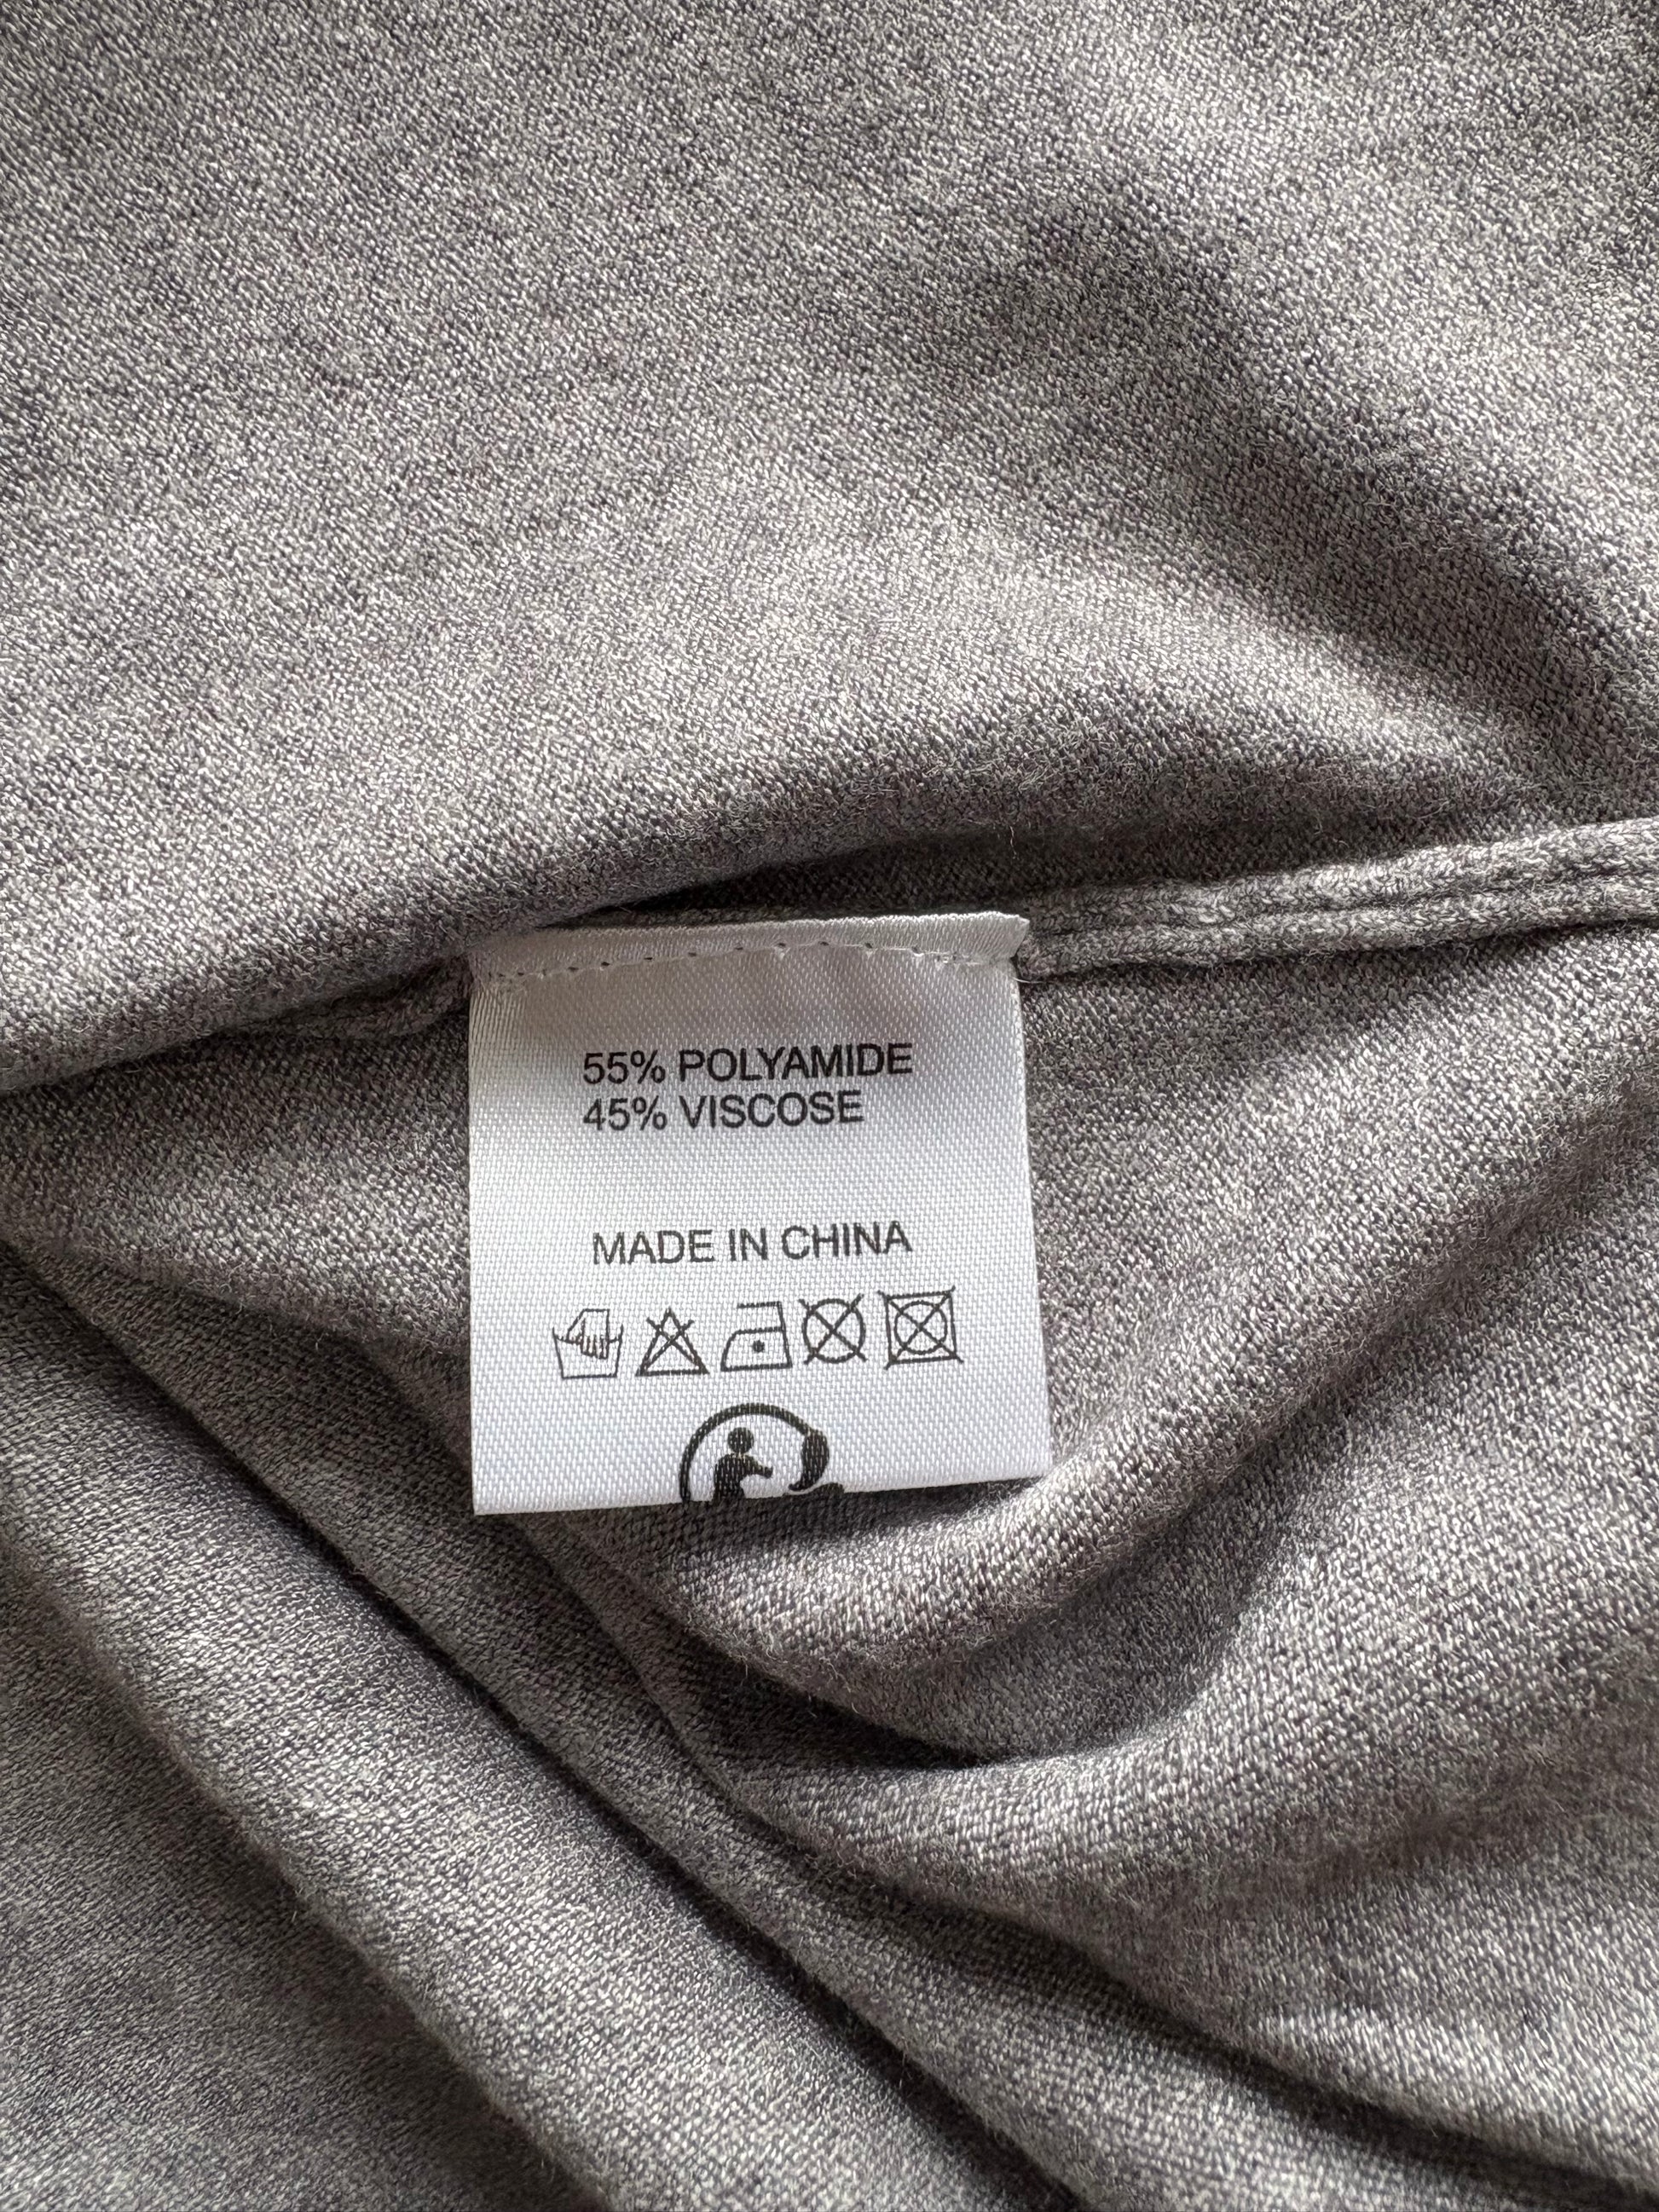 55% POLYAMIDE
45% VISCOSE
MADE IN CHINA